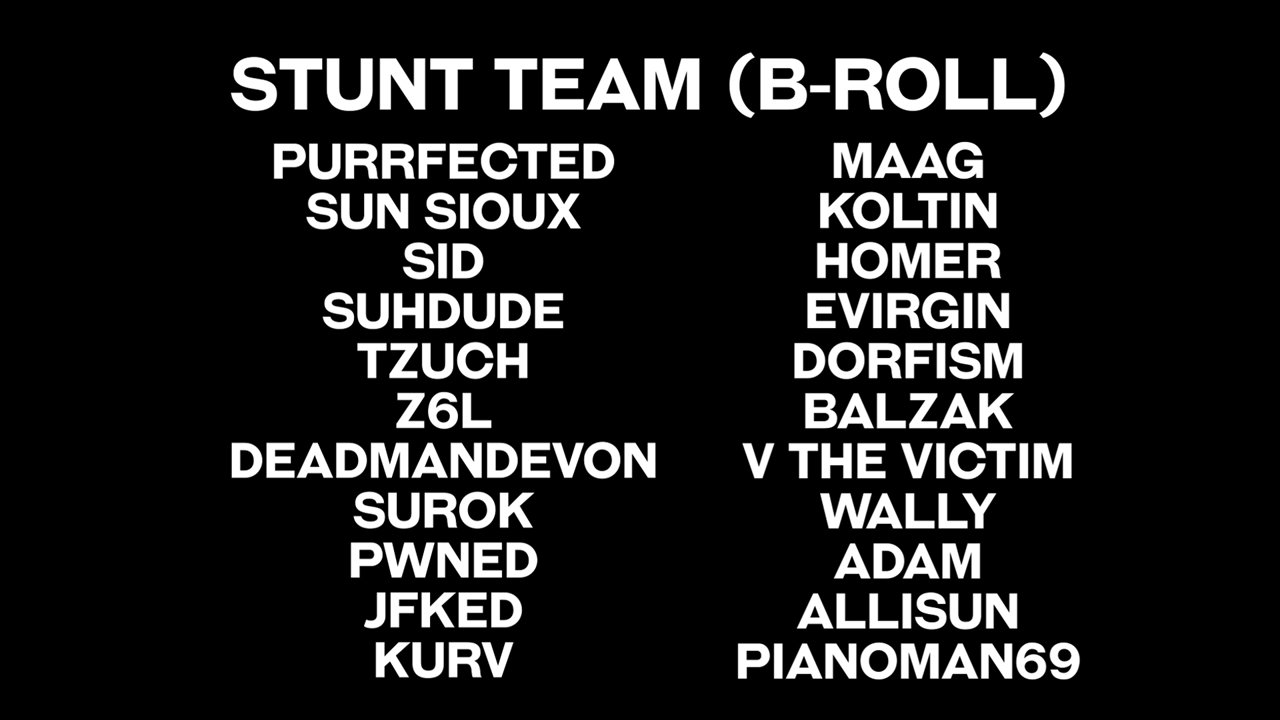 STUNT TEAM (B-ROLL)
PURRFECTED
SUN SIOUX
SID
SUHDUDE
TZUCH
Z6L
DEADMANDEVON
SUROK
PWNED
JFKED
KURV
MAAG
KOLTIN
HOMER
EVIRGIN
DORFISM
BALZAK
V THE VICTIM
WALLY
ADAM
ALLISUN
PIANOMAN69